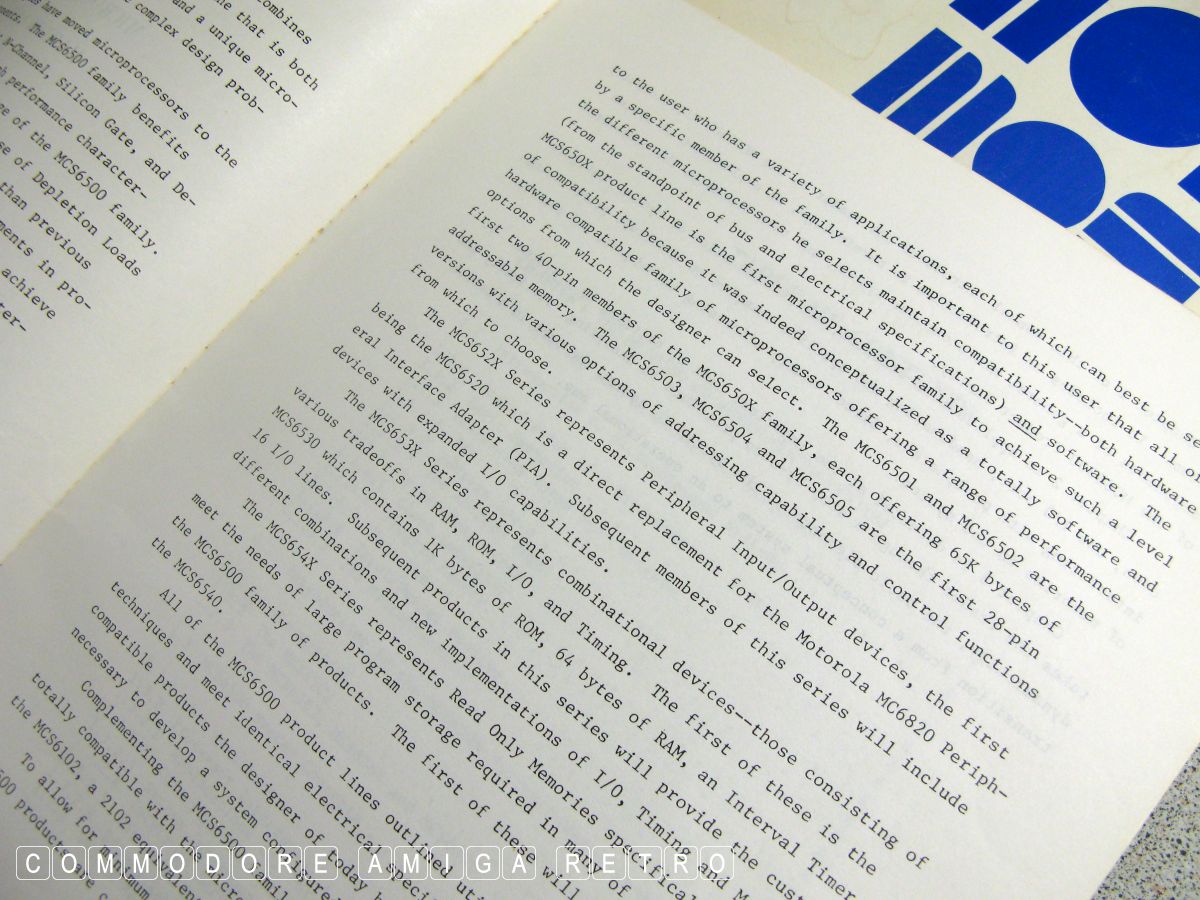 combines
ne that is both
and a unique micro-
complex design prob-
have moved microprocessors to the
The MCS6500 family benefits
N-Channel, Silicon Gate, and De-
performance character-
of the MCS6500 family.
of Depletion Loads
than previous
in pro-
achieve
to the user who has a variety of applications, each of which can best be
by a specific member of the family. It is important to this user that all
the different microprocessors he selects maintain compatibility--both hardware
(from the standpoint of bus and electrical specifications) and software. The
MCS650X product line is the first microprocessor family to achieve such a level
of compatibility because it was indeed conceptualized as a totally software and
hardware compatible family of microprocessors offering a range of performance
options from which the designer can select. The MCS6501 and MCS6502 are the
first two 40-pin members of the MCS650X family, each offering 65K bytes of
addressable memory. The MCS6503, MCS6504 and MCS6505 are the first 28-pin
versions with various options of addressing capability and control functions
from which to choose.
The MCS652X Series represents Peripheral Input/Output devices, the first
being the MCS6520 which is a direct replacement for the Motorola MC6820 Periph-
eral Interface Adapter (PIA). Subsequent members of this series will include
devices with expanded I/O capabilities.
The MCS653X Series represents combinational devices--those consisting of
various tradeoffs in RAM, ROM, I/O, and Timing. The first of these is the
MCS6530 which contains 1K bytes of ROM, 64 bytes of RAM, an Interval Timer
16 I/O lines. Subsequent products in this series will provide the
different combinations and new implementations of I/O, Timing and
The MCS654X Series represents Read Only Memories
meet the needs of large program storage required in many of
the MCS6500 family of products. The first of these will
the MCS6540.
All of the MCS6500 product lines outlined
techniques and meet identical electrical
compatible products the designer of today
necessary to develop a system
Complementing the MCS6500
totally compatible with the
the MCS6102, a 2102
To allow for maximum
COMMODORE AMIGA RETRO